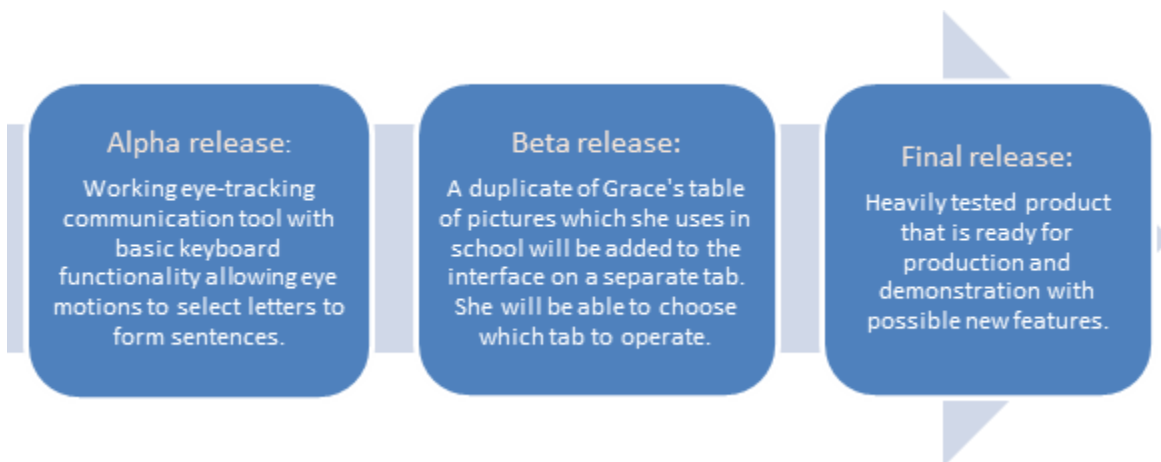 Alpha release:
Working eye-tracking
communication tool with
basic keyboard
functionality allowing eye
motions to select letters to
form sentences.
Beta release:
A duplicate of Grace's table
of pictures which she uses in
school will be added to the
interface on a separate tab.
She will be able to choose
which tab to operate.
Final release:
Heavily tested product
that is ready for
production and
demonstration with
possible new features.